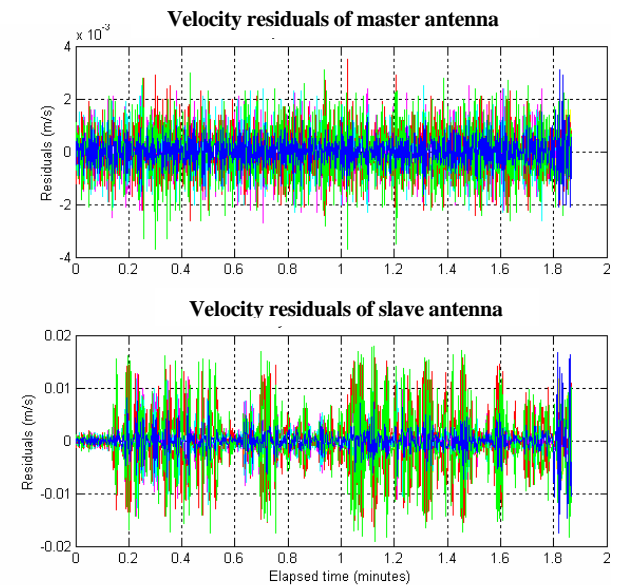 Velocity residuals of master antenna
x 10^-3
4
2
0
-2
-4
Residuals (m/s)
0 0.2 0.4 0.6 0.8 1 1.2 1.4 1.6 1.8 2
Velocity residuals of slave antenna
0.02
0.01
0
-0.01
-0.02
Residuals (m/s)
0 0.2 0.4 0.6 0.8 1 1.2 1.4 1.6 1.8 2
Elapsed time (minutes)